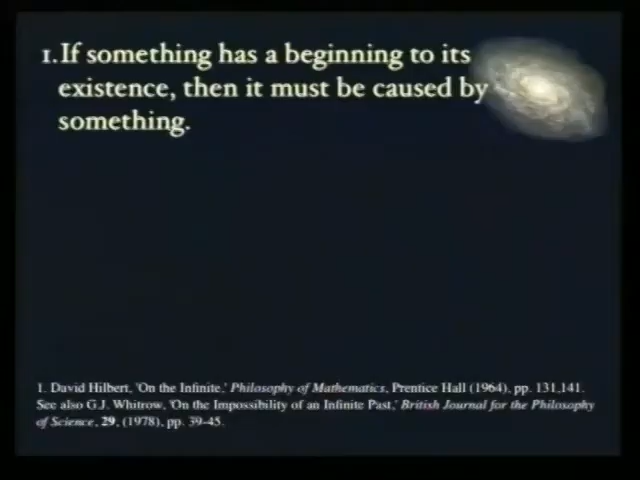 1.If something has a beginning to its
existence, then it must be caused by
something.
1. David Hilbert, 'On the Infinite,' Philosophy of Mathematics, Prentice Hall (1964), pp. 131,141.
See also G.J. Whitrow, 'On the Impossibility of an Infinite Past,' British Journal for the Philosophy
of Science, 29, (1978), pp. 39-45.